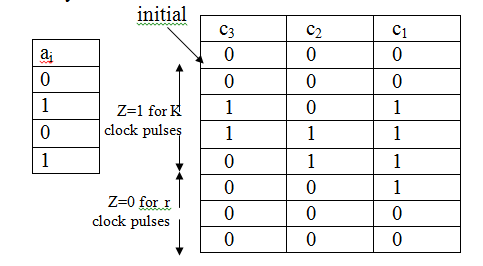 initial
c3 c2 c1
0 0 0
0 0 0
1 0 1
1 1 1
0 1 1
0 0 1
0 0 0
0 0 0
ai
0
1
0
1
Z=1 for K
clock pulses
Z=0 for r
clock pulses